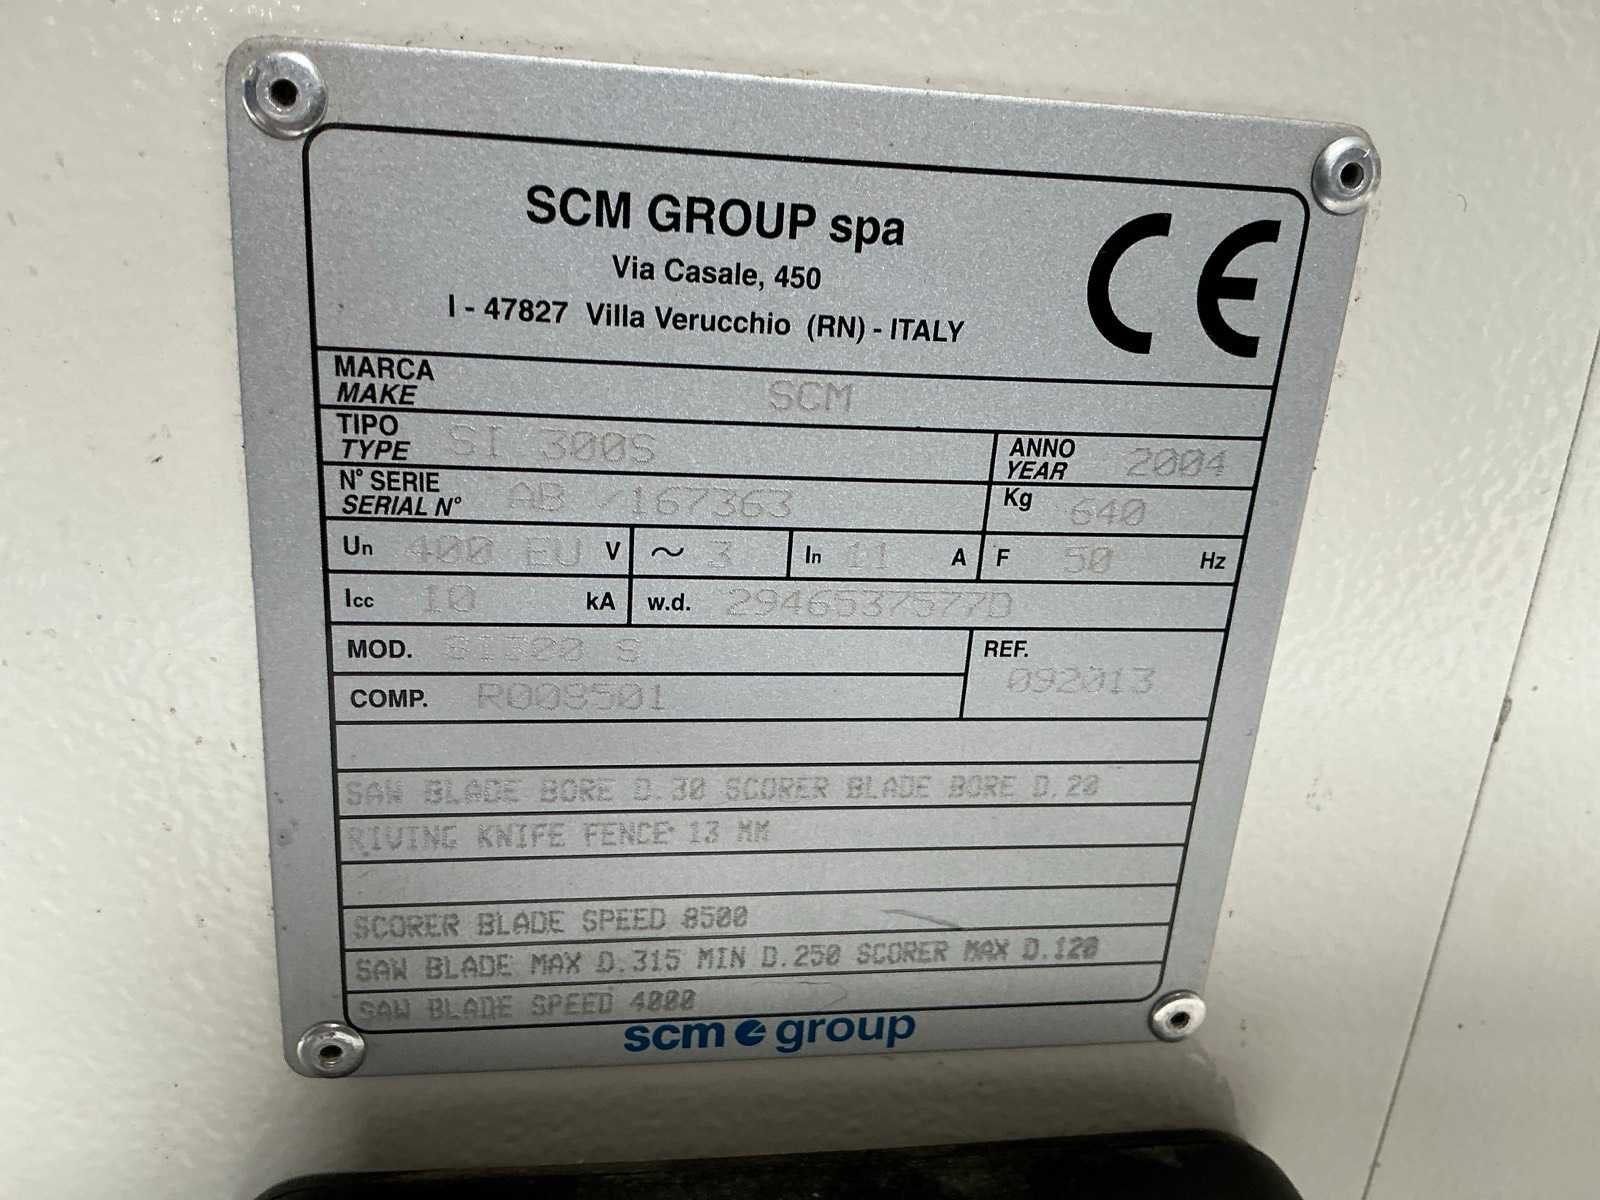 SCM GROUP spa
Via Casale, 450
I - 47827 Villa Verucchio (RN) - ITALY
CE
MARCA
MAKE SCM
TIPO
TYPE SI 300S
ANNO
YEAR 2004
N° SERIE
SERIAL N° AB /167363
Kg 640
Un 400 EU V ~ 3 In 11 A F 50 Hz
Icc 10 kA w.d. 2946537577D
MOD. SI300 S
REF. 092013
COMP. R008501
SAW BLADE BORE D.30 SCORER BLADE BORE D.20
RIVING KNIFE FENCE 13 MM
SCORER BLADE SPEED 8500
SAW BLADE MAX D.315 MIN D.250 SCORER MAX D.120
SAW BLADE SPEED 4000
scm group